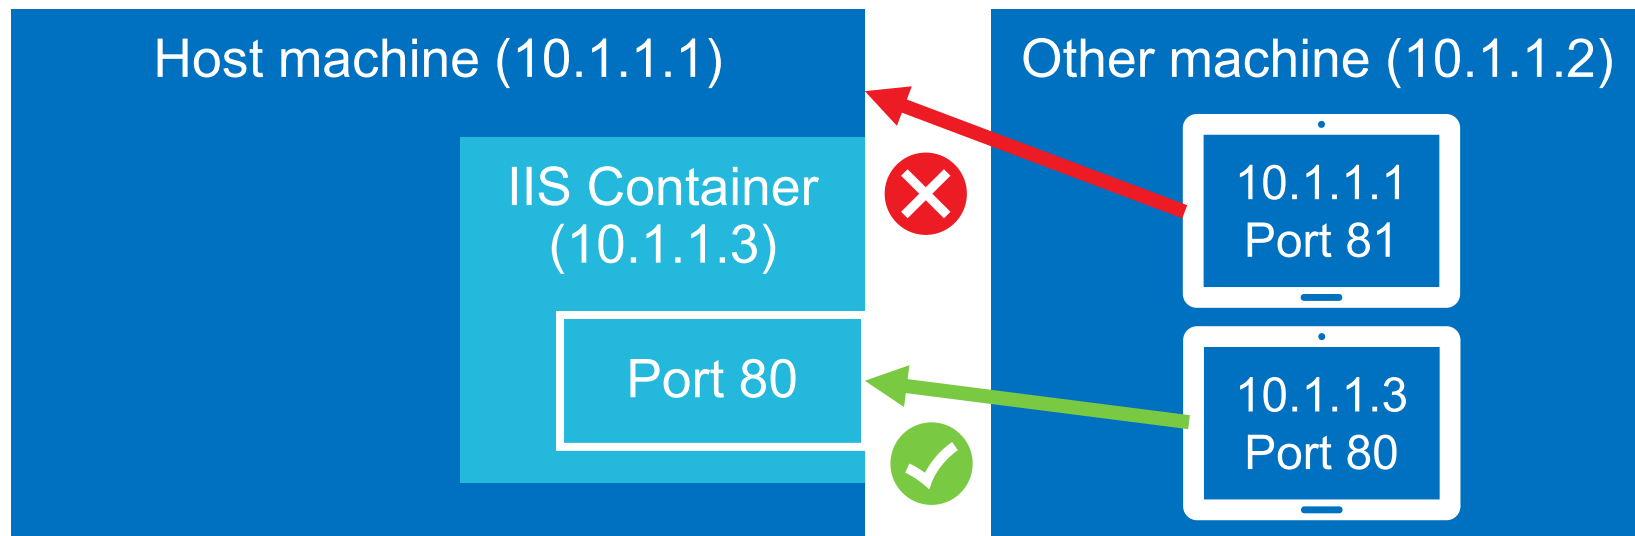 Host machine (10.1.1.1)
IIS Container
(10.1.1.3)
Port 80
Other machine (10.1.1.2)
10.1.1.1
Port 81
10.1.1.3
Port 80